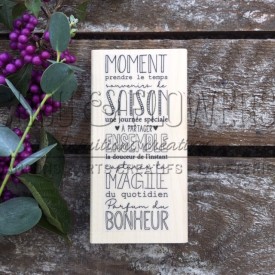 MOMENT
prendre le temps
souvenirs de
SAISON
une journée spéciale
À PARTAGER
ENSEMBLE
la douceur de l'instant
MAGIE
du quotidien
Parfum du
BONHEUR